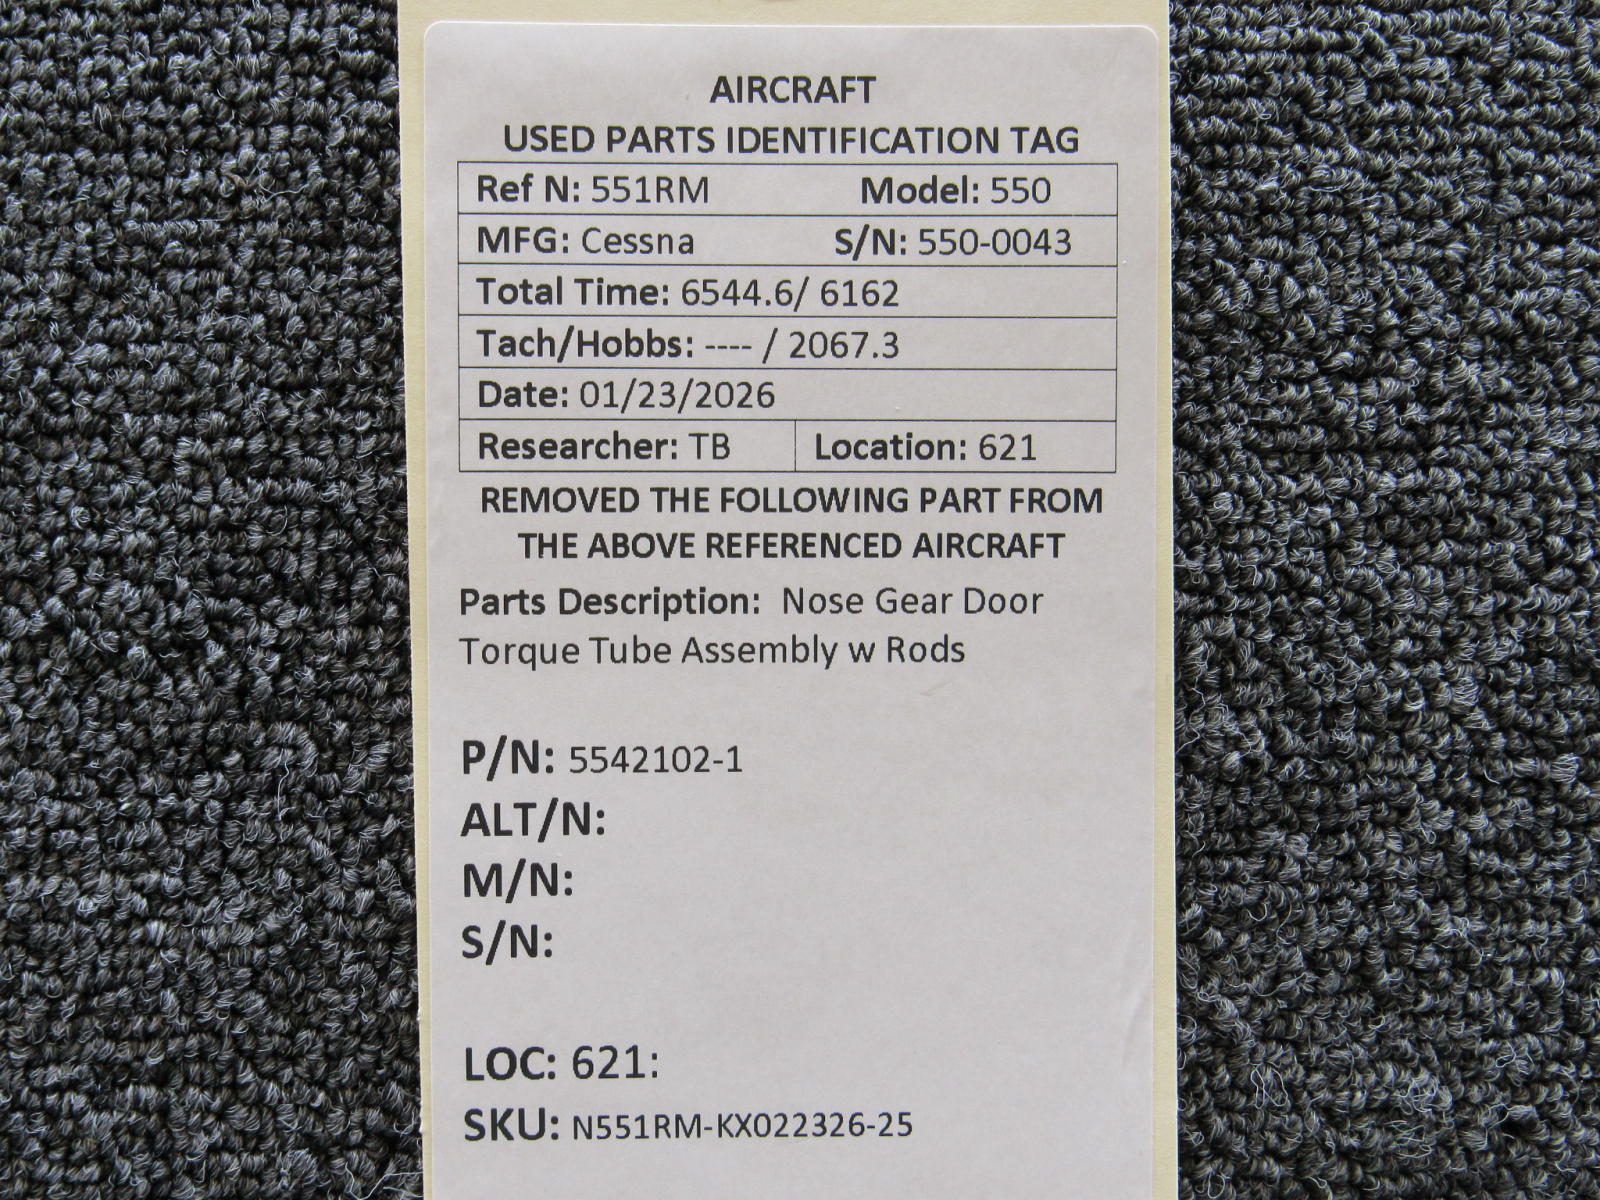 AIRCRAFT
USED PARTS IDENTIFICATION TAG
Ref N: 551RM Model: 550
MFG: Cessna S/N: 550-0043
Total Time: 6544.6/ 6162
Tach/Hobbs: ---- / 2067.3
Date: 01/23/2026
Researcher: TB Location: 621
REMOVED THE FOLLOWING PART FROM
THE ABOVE REFERENCED AIRCRAFT
Parts Description: Nose Gear Door
Torque Tube Assembly w Rods
P/N: 5542102-1
ALT/N:
M/N:
S/N:
LOC: 621:
SKU: N551RM-KX022326-25